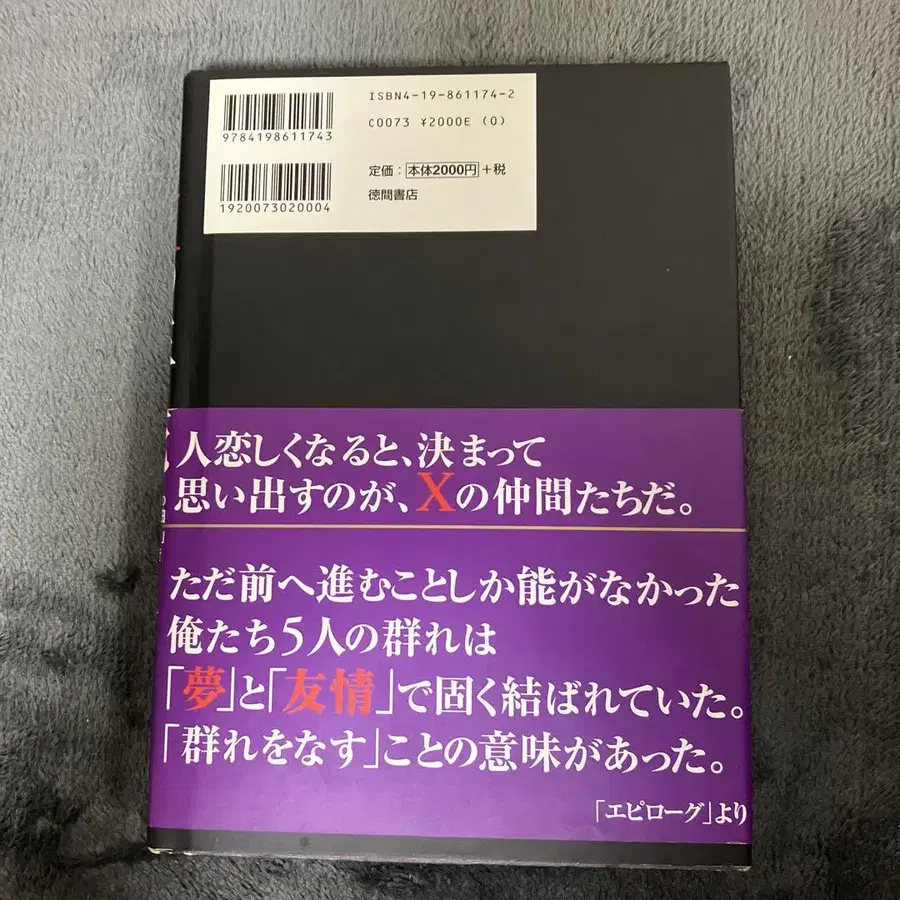 ISBN4-19-861174-2
C0073 ¥2000E (0)
9784198611743
定価：本体2000円+税
徳間書店
1920073020004
人恋しくなると、決まって
思い出すのが、Xの仲間たちだ。
ただ前へ進むことしか能がなかった
俺たち5人の群れは
「夢」と「友情」で固く結ばれていた。
「群れをなす」ことの意味があった。
「エピローグ」より